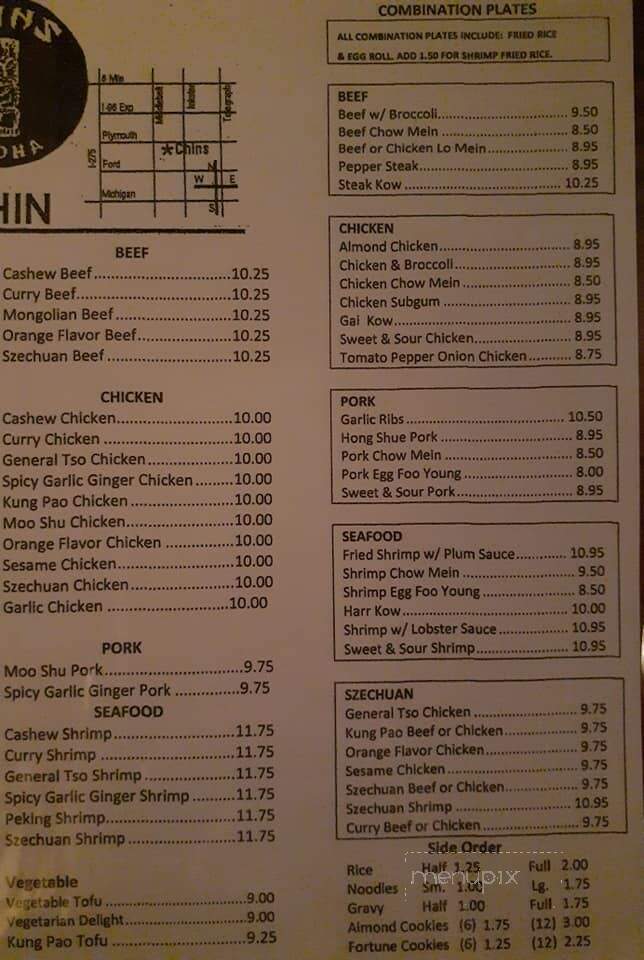 CHINS
ALOHA
8 Mile
I-96 Exp
Plymouth
Ford
Michigan
I-275
Middlebelt
Inkster
Telegraph
*Chins
N
W E
S
HIN
BEEF
Cashew Beef..............................10.25
Curry Beef..............................10.25
Mongolian Beef..............................10.25
Orange Flavor Beef..............................10.25
Szechuan Beef..............................10.25
CHICKEN
Cashew Chicken..............................10.00
Curry Chicken..............................10.00
General Tso Chicken..............................10.00
Spicy Garlic Ginger Chicken..............................10.00
Kung Pao Chicken..............................10.00
Moo Shu Chicken..............................10.00
Orange Flavor Chicken..............................10.00
Sesame Chicken..............................10.00
Szechuan Chicken..............................10.00
Garlic Chicken..............................10.00
PORK
Moo Shu Pork..............................9.75
Spicy Garlic Ginger Pork..............................9.75
SEAFOOD
Cashew Shrimp..............................11.75
Curry Shrimp..............................11.75
General Tso Shrimp..............................11.75
Spicy Garlic Ginger Shrimp..............................11.75
Peking Shrimp..............................11.75
Szechuan Shrimp..............................11.75
Vegetable
Vegetable Tofu..............................9.00
Vegetarian Delight..............................9.00
Kung Pao Tofu..............................9.25
COMBINATION PLATES
ALL COMBINATION PLATES INCLUDE: FRIED RICE
& EGG ROLL. ADD 1.50 FOR SHRIMP FRIED RICE.
BEEF
Beef w/ Broccoli..............................9.50
Beef Chow Mein..............................8.50
Beef or Chicken Lo Mein..............................8.95
Pepper Steak..............................8.95
Steak Kow..............................10.25
CHICKEN
Almond Chicken..............................8.95
Chicken & Broccoli..............................8.95
Chicken Chow Mein..............................8.50
Chicken Subgum..............................8.95
Gai Kow..............................8.95
Sweet & Sour Chicken..............................8.95
Tomato Pepper Onion Chicken..............................8.75
PORK
Garlic Ribs..............................10.50
Hong Shue Pork..............................8.95
Pork Chow Mein..............................8.50
Pork Egg Foo Young..............................8.00
Sweet & Sour Pork..............................8.95
SEAFOOD
Fried Shrimp w/ Plum Sauce..............................10.95
Shrimp Chow Mein..............................9.50
Shrimp Egg Foo Young..............................8.50
Harr Kow..............................10.00
Shrimp w/ Lobster Sauce..............................10.95
Sweet & Sour Shrimp..............................10.95
SZECHUAN
General Tso Chicken..............................9.75
Kung Pao Beef or Chicken..............................9.75
Orange Flavor Chicken..............................9.75
Sesame Chicken..............................9.75
Szechuan Beef or Chicken..............................9.75
Szechuan Shrimp..............................10.95
Curry Beef or Chicken..............................9.75
Side Order
Rice Half 1.25 Full 2.00
Noodles Sm. 1.00 Lg. 1.75
Gravy Half 1.00 Full 1.75
Almond Cookies (6) 1.75 (12) 3.00
Fortune Cookies (6) 1.25 (12) 2.25
menupix